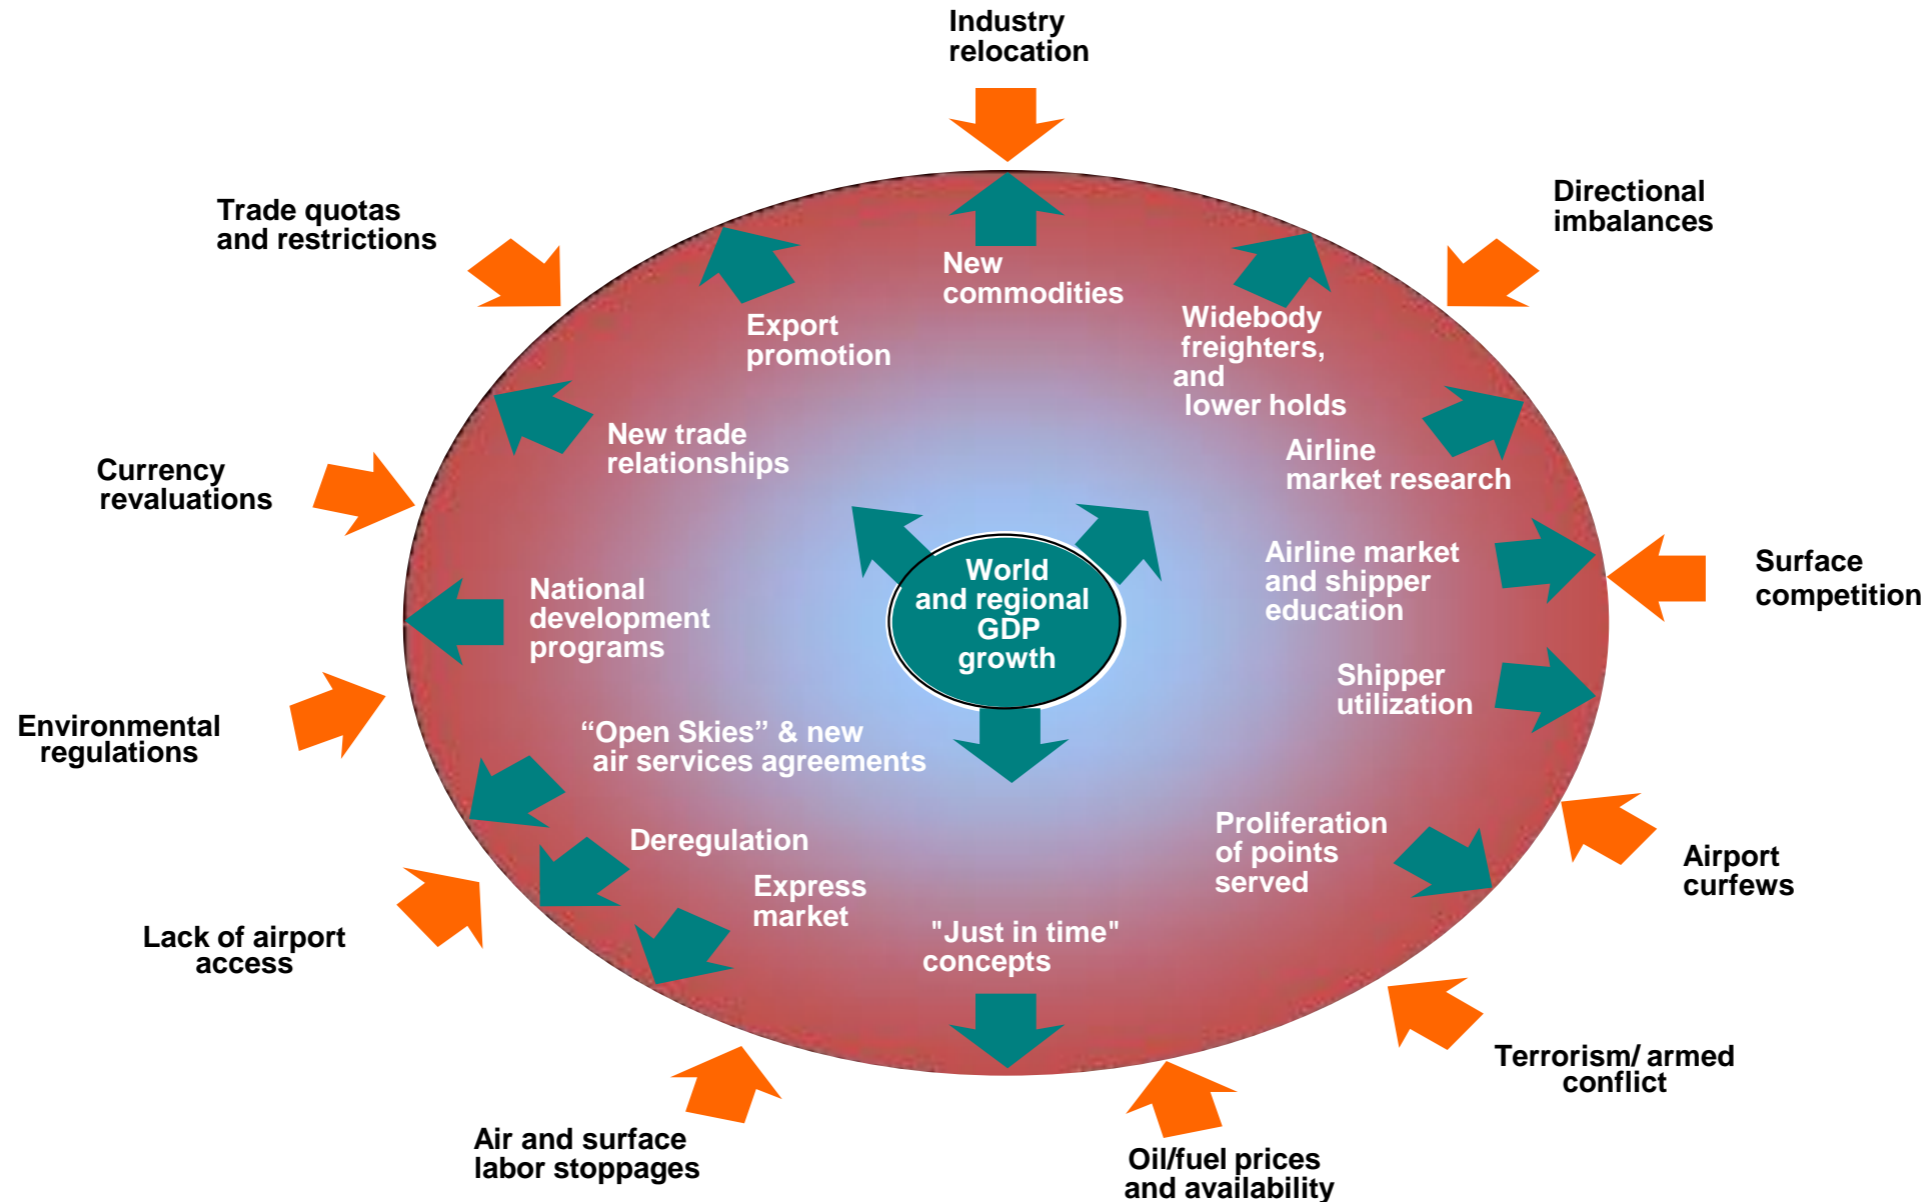 Industry
relocation
Trade quotas
and restrictions
Directional
imbalances
New
commodities
Export
promotion
Widebody
freighters,
and
lower holds
New trade
relationships
Airline
market research
Currency
revaluations
World
and regional
GDP
growth
Airline market
and shipper
education
Surface
competition
National
development
programs
Shipper
utilization
Environmental
regulations
“Open Skies” & new
air services agreements
Deregulation
Proliferation
of points
served
Airport
curfews
Express
market
Lack of airport
access
"Just in time"
concepts
Terrorism/ armed
conflict
Air and surface
labor stoppages
Oil/fuel prices
and availability